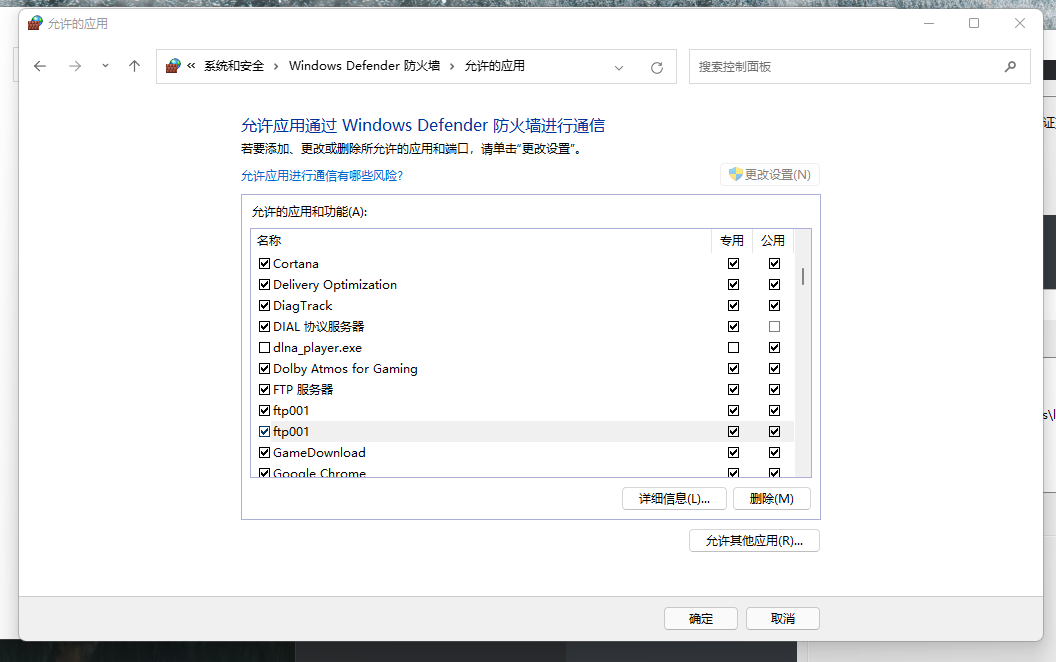 允许的应用
« 系统和安全 › Windows Defender 防火墙 › 允许的应用
搜索控制面板
允许应用通过 Windows Defender 防火墙进行通信
若要添加、更改或删除所允许的应用和端口，请单击“更改设置”。
允许应用进行通信有哪些风险?
更改设置(N)
允许的应用和功能(A):
名称 专用 公用
Cortana
Delivery Optimization
DiagTrack
DIAL 协议服务器
dlna_player.exe
Dolby Atmos for Gaming
FTP 服务器
ftp001
ftp001
GameDownload
Google Chrome
详细信息(L)... 删除(M)
允许其他应用(R)...
确定 取消
证
s\l